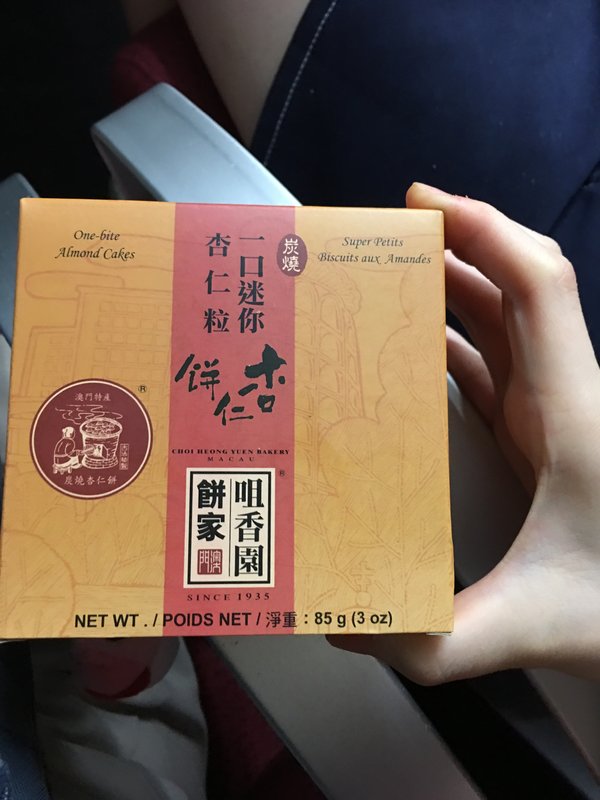 One-bite
Almond Cakes
炭燒
一口迷你
杏仁粒
杏仁餅
Super Petits
Biscuits aux Amandes
®
澳門特產
炭燒杏仁餅
CHOI HEONG YUEN BAKERY
MACAU
®
咀香園
餅家
澳門
SINCE 1935
NET WT. / POIDS NET / 淨重：85 g (3 oz)